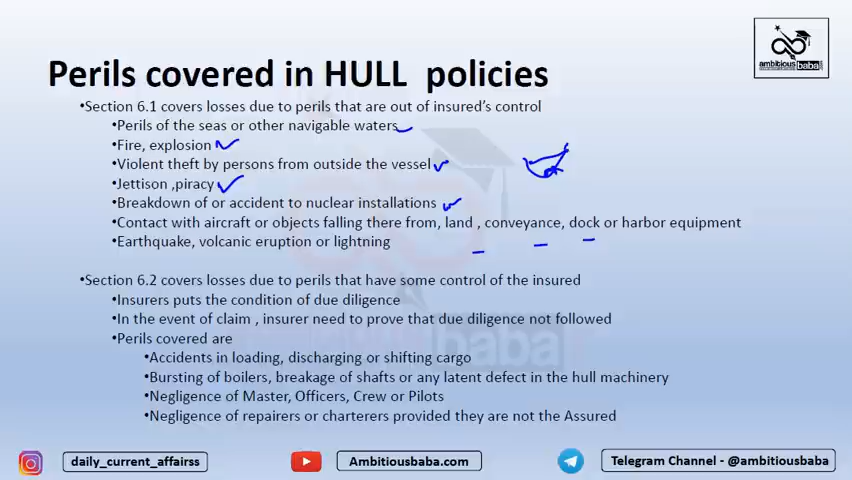 ambitiousbaba
Perils covered in HULL policies
•Section 6.1 covers losses due to perils that are out of insured's control
•Perils of the seas or other navigable waters
•Fire, explosion
•Violent theft by persons from outside the vessel
•Jettison ,piracy
•Breakdown of or accident to nuclear installations
•Contact with aircraft or objects falling there from, land , conveyance, dock or harbor equipment
•Earthquake, volcanic eruption or lightning
•Section 6.2 covers losses due to perils that have some control of the insured
•Insurers puts the condition of due diligence
•In the event of claim , insurer need to prove that due diligence not followed
•Perils covered are
•Accidents in loading, discharging or shifting cargo
•Bursting of boilers, breakage of shafts or any latent defect in the hull machinery
•Negligence of Master, Officers, Crew or Pilots
•Negligence of repairers or charterers provided they are not the Assured
daily_current_affairss
Ambitiousbaba.com
Telegram Channel - @ambitiousbaba